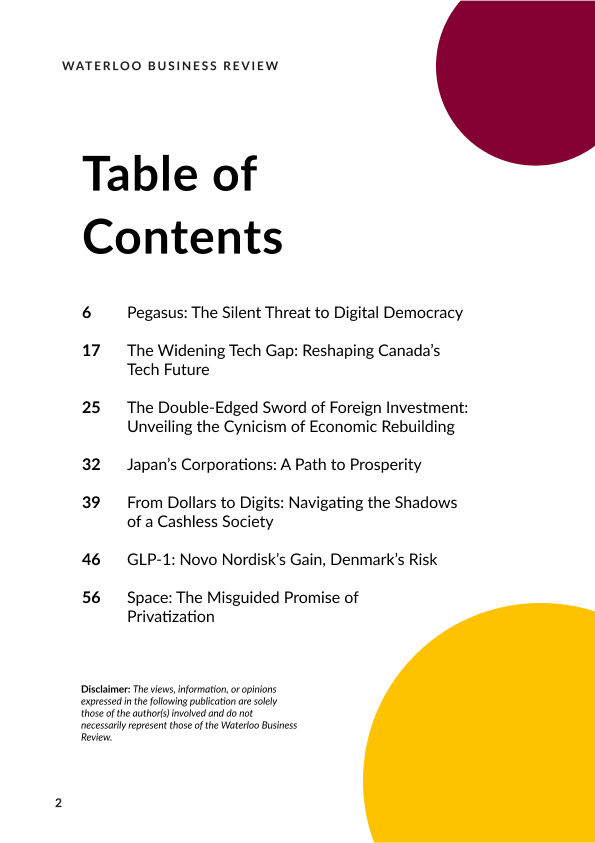 WATERLOO BUSINESS REVIEW
Table of
Contents
6 Pegasus: The Silent Threat to Digital Democracy
17 The Widening Tech Gap: Reshaping Canada’s
Tech Future
25 The Double-Edged Sword of Foreign Investment:
Unveiling the Cynicism of Economic Rebuilding
32 Japan’s Corporations: A Path to Prosperity
39 From Dollars to Digits: Navigating the Shadows
of a Cashless Society
46 GLP-1: Novo Nordisk’s Gain, Denmark’s Risk
56 Space: The Misguided Promise of
Privatization
Disclaimer: The views, information, or opinions
expressed in the following publication are solely
those of the author(s) involved and do not
necessarily represent those of the Waterloo Business
Review.
2